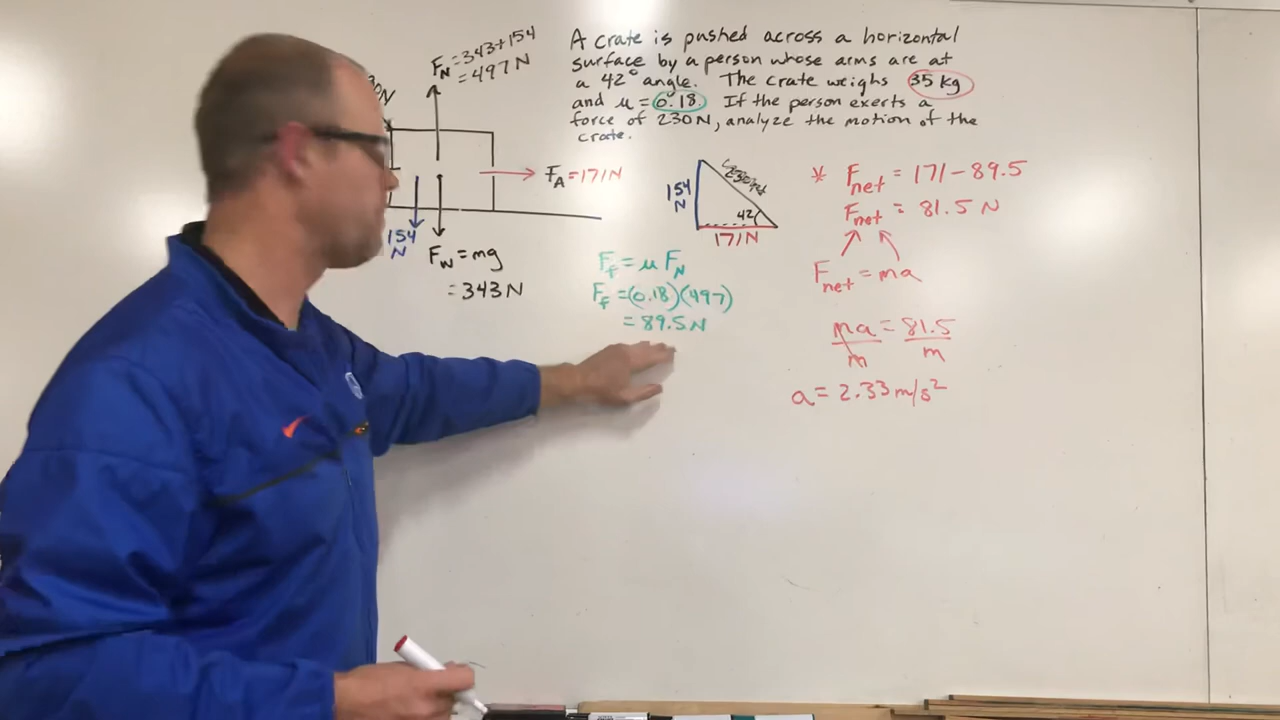 A crate is pushed across a horizontal
surface by a person whose arms are at
a 42° angle. The crate weighs 35 kg
and μ = 0.18. If the person exerts a
force of 230 N, analyze the motion of the
crate.
F_N = 343+154
= 497 N
F_A = 171N
154
N
F_W = mg
= 343 N
154
N
42°
171N
F_f = μ F_N
F_f = (0.18)(497)
= 89.5 N
* F_net = 171 - 89.5
F_net = 81.5 N
F_net = ma
ma = 81.5
m m
a = 2.33 m/s²